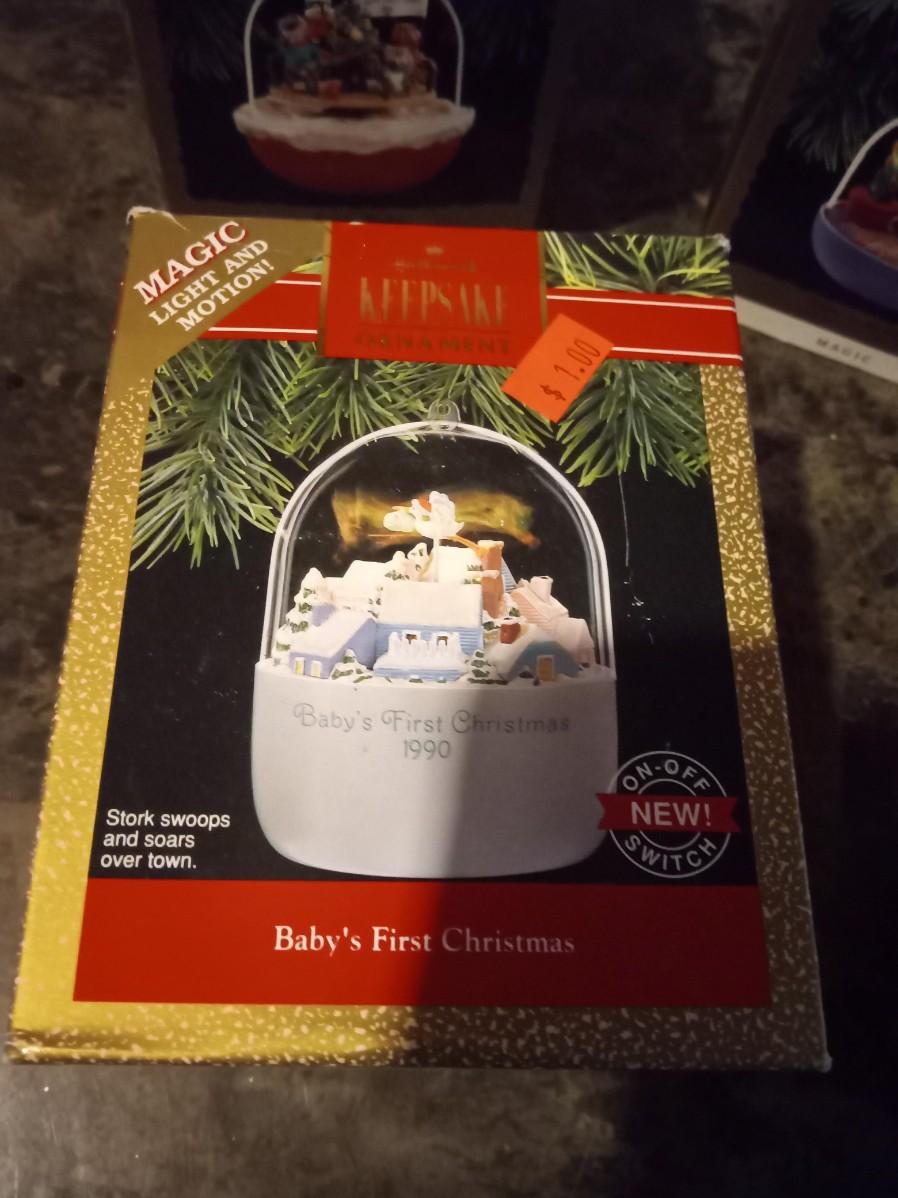 MAGIC
LIGHT AND
MOTION!
Hallmark
KEEPSAKE
ORNAMENT
$ 1.00
MAGIC
Baby's First Christmas
1990
Stork swoops
and soars
over town.
ON-OFF
NEW!
SWITCH
Baby's First Christmas